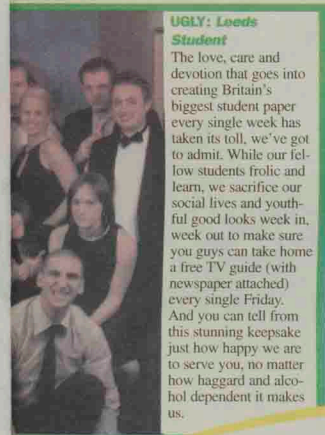 UGLY: Leeds
Student
The love, care and
devotion that goes into
creating Britain's
biggest student paper
every single week has
taken its toll, we've got
to admit. While our fel-
low students frolic and
learn, we sacrifice our
social lives and youth-
ful good looks week in,
week out to make sure
you guys can take home
a free TV guide (with
newspaper attached)
every single Friday.
And you can tell from
this stunning keepsake
just how happy we are
to serve you, no matter
how haggard and alco-
hol dependent it makes
us.